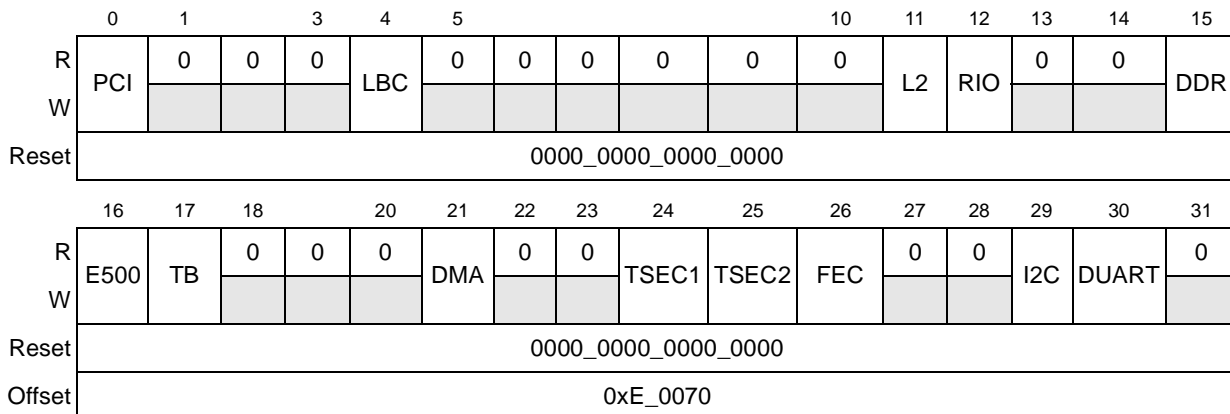 0 1 3 4 5 10 11 12 13 14 15
R PCI 0 0 0 LBC 0 0 0 0 0 0 L2 RIO 0 0 DDR
W
Reset 0000_0000_0000_0000
16 17 18 20 21 22 23 24 25 26 27 28 29 30 31
R E500 TB 0 0 0 DMA 0 0 TSEC1 TSEC2 FEC 0 0 I2C DUART 0
W
Reset 0000_0000_0000_0000
Offset 0xE_0070